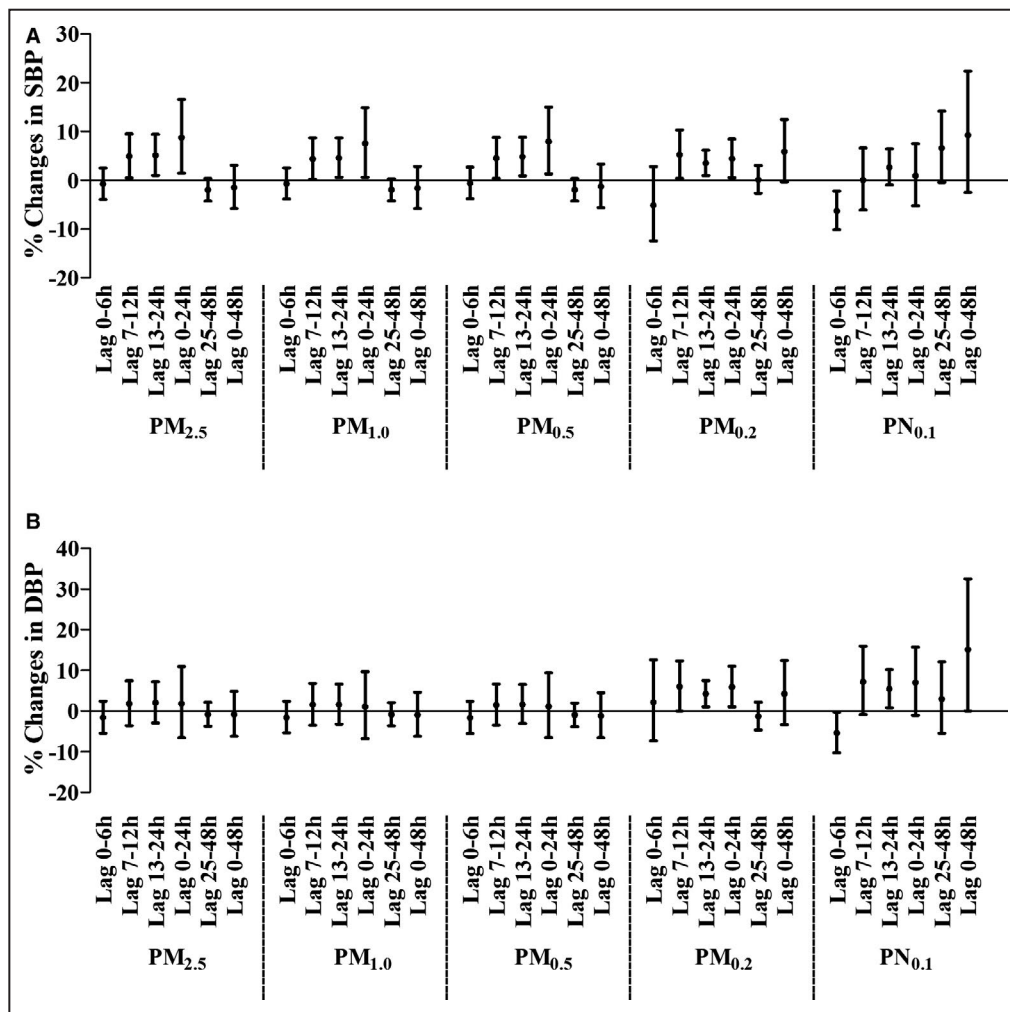 A
% Changes in SBP
30
20
10
0
-10
-20
Lag 0-6h
Lag 7-12h
Lag 13-24h
Lag 0-24h
Lag 25-48h
Lag 0-48h
Lag 0-6h
Lag 7-12h
Lag 13-24h
Lag 0-24h
Lag 25-48h
Lag 0-48h
Lag 0-6h
Lag 7-12h
Lag 13-24h
Lag 0-24h
Lag 25-48h
Lag 0-48h
Lag 0-6h
Lag 7-12h
Lag 13-24h
Lag 0-24h
Lag 25-48h
Lag 0-48h
Lag 0-6h
Lag 7-12h
Lag 13-24h
Lag 0-24h
Lag 25-48h
Lag 0-48h
PM2.5 PM1.0 PM0.5 PM0.2 PN0.1
B
% Changes in DBP
40
30
20
10
0
-10
-20
Lag 0-6h
Lag 7-12h
Lag 13-24h
Lag 0-24h
Lag 25-48h
Lag 0-48h
Lag 0-6h
Lag 7-12h
Lag 13-24h
Lag 0-24h
Lag 25-48h
Lag 0-48h
Lag 0-6h
Lag 7-12h
Lag 13-24h
Lag 0-24h
Lag 25-48h
Lag 0-48h
Lag 0-6h
Lag 7-12h
Lag 13-24h
Lag 0-24h
Lag 25-48h
Lag 0-48h
Lag 0-6h
Lag 7-12h
Lag 13-24h
Lag 0-24h
Lag 25-48h
Lag 0-48h
PM2.5 PM1.0 PM0.5 PM0.2 PN0.1